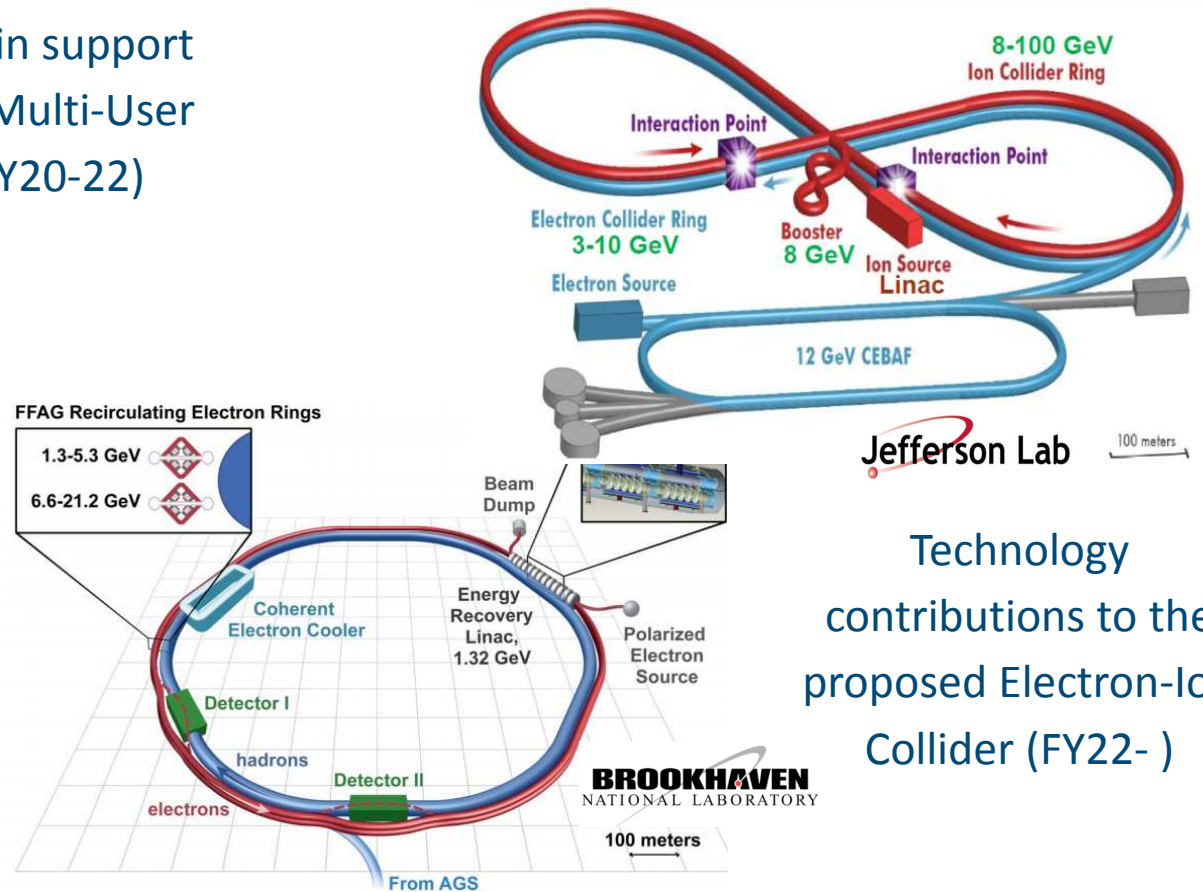 in support
Multi-User
Y20-22)
8-100 GeV
Ion Collider Ring
Interaction Point
Interaction Point
Electron Collider Ring
3-10 GeV
Booster
8 GeV
Ion Source
Linac
Electron Source
12 GeV CEBAF
Jefferson Lab
100 meters
FFAG Recirculating Electron Rings
1.3-5.3 GeV
6.6-21.2 GeV
Beam
Dump
Coherent
Electron Cooler
Energy
Recovery
Linac,
1.32 GeV
Polarized
Electron
Source
Detector I
hadrons
Detector II
electrons
BROOKHAVEN
NATIONAL LABORATORY
100 meters
From AGS
Technology
contributions to the
proposed Electron-Io
Collider (FY22- )